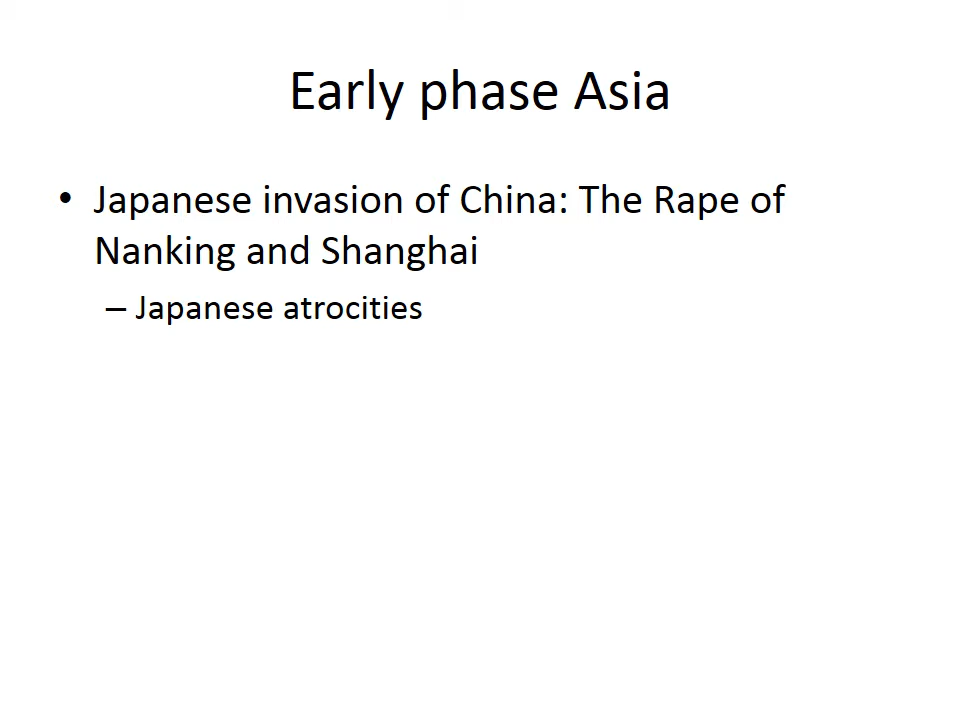 Early phase Asia
• Japanese invasion of China: The Rape of
Nanking and Shanghai
– Japanese atrocities